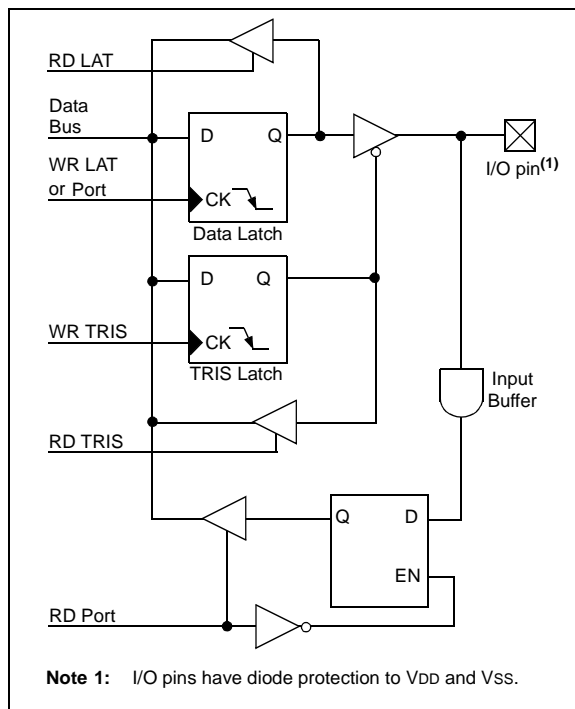 RD LAT
Data
Bus
D Q
WR LAT
or Port
CK
I/O pin(1)
Data Latch
D Q
WR TRIS
CK
TRIS Latch
Input
Buffer
RD TRIS
Q D
EN
RD Port
Note 1: I/O pins have diode protection to VDD and VSS.